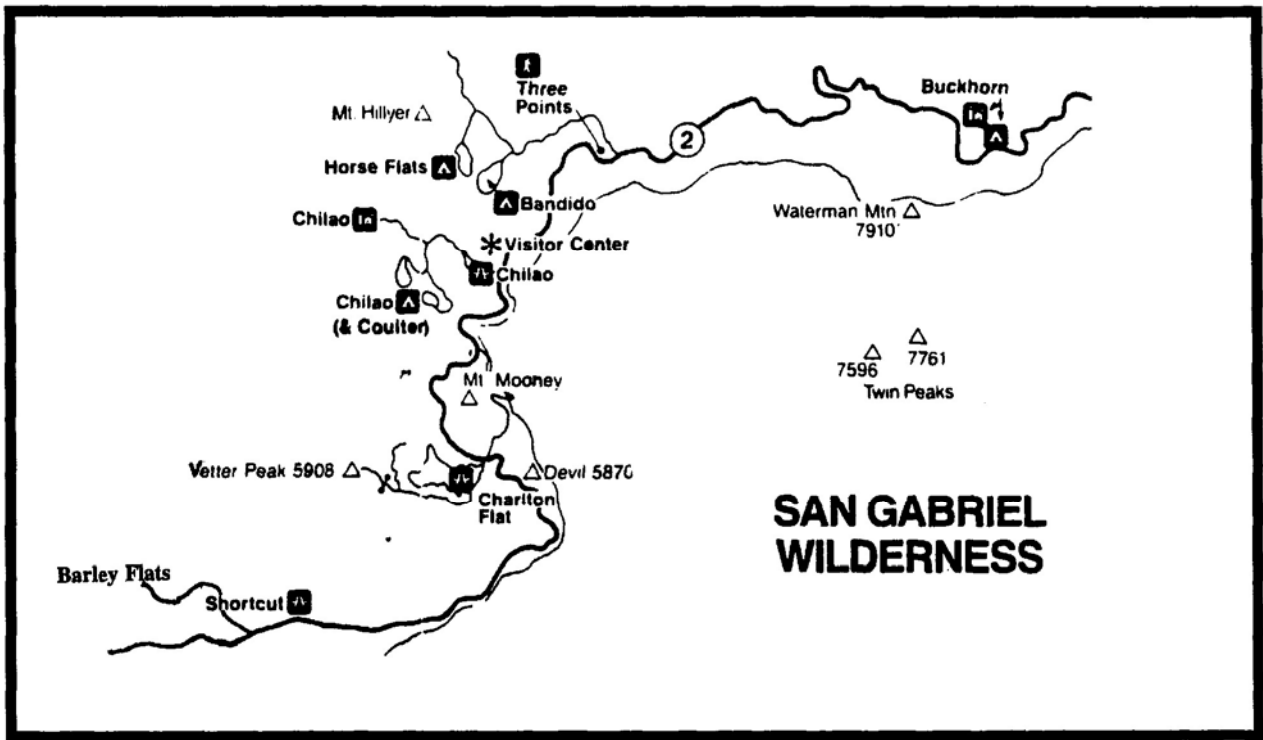 Buckhorn
Three
Points
Mt. Hillyer
2
Horse Flats
Bandido
Waterman Mtn
7910'
Chilao
Visitor Center
Chilao
Chilao
(& Coulter)
7596
7761
Twin Peaks
Mt. Mooney
Vetter Peak 5908
Devil 5870
Charlton
Flat
SAN GABRIEL
WILDERNESS
Barley Flats
Shortcut